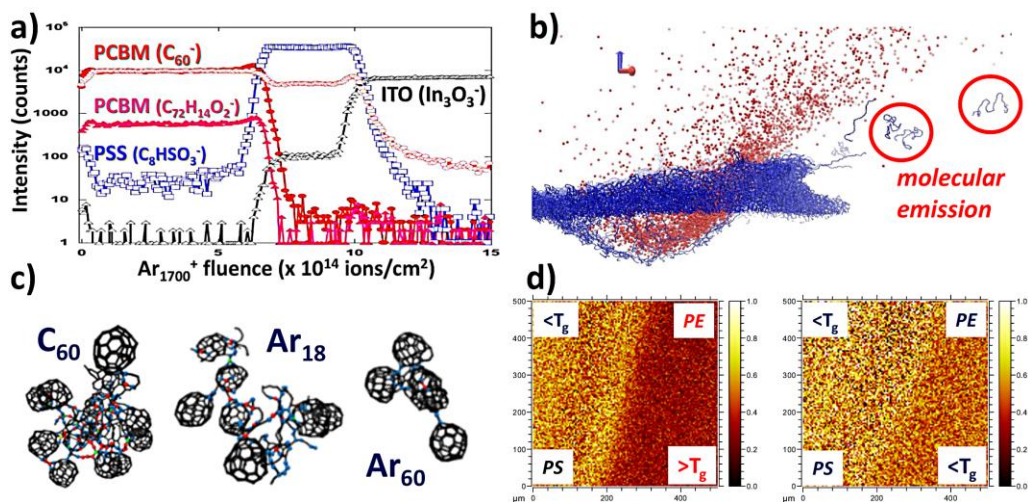 a)
10⁵
10⁴
1000
100
10
1
Intensity (counts)
PCBM (C₆₀⁻)
PCBM (C₇₂H₁₄O₂⁻)
PSS (C₈HSO₃⁻)
ITO (In₃O₃⁻)
0
5
10
15
Ar₁₇₀₀⁺ fluence (x 10¹⁴ ions/cm²)
b)
molecular
emission
c)
C₆₀
Ar₁₈
Ar₆₀
d)
500
400
300
200
100
0
µm 0 200 400
<Tg
PE
PS
>Tg
1.0
0.8
0.6
0.4
0.2
0.0
500
400
300
200
100
0
µm 0 200 400
<Tg
PE
PS
<Tg
1.0
0.8
0.6
0.4
0.2
0.0